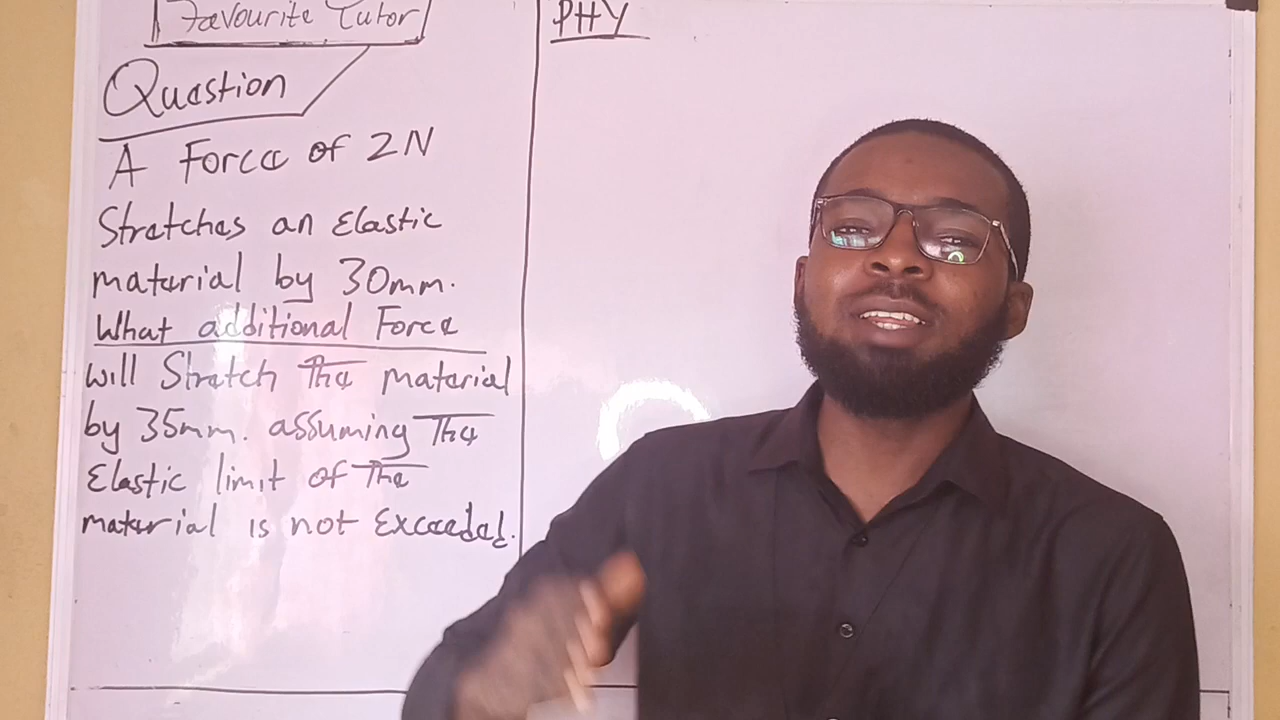 Favourite Tutor
Question
A Force of 2N
Stretches an Elastic
material by 30mm.
What additional Force
will Stretch The material
by 35mm. assuming The
Elastic limit of The
material is not Exceeded.
PHY